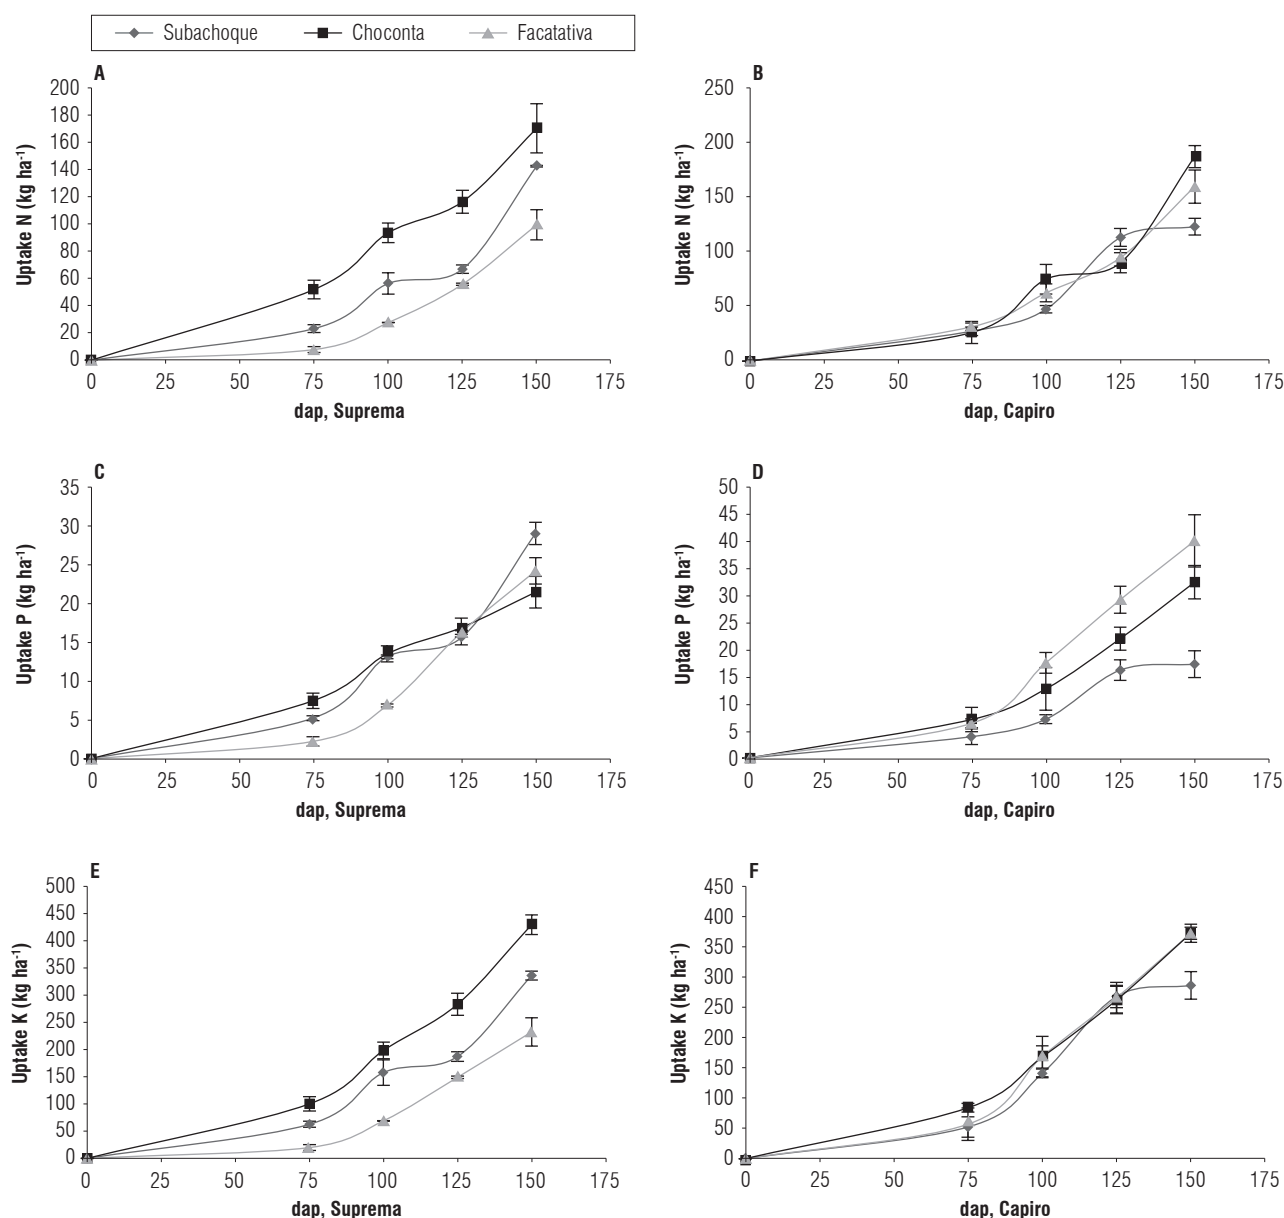 Subachoque Choconta Facatativa
A
200
180
160
140
120
100
80
60
40
20
0
Uptake N (kg ha-1)
0 25 50 75 100 125 150 175
dap, Suprema
B
250
200
150
100
50
0
Uptake N (kg ha-1)
0 25 50 75 100 125 150 175
dap, Capiro
C
35
30
25
20
15
10
5
0
Uptake P (kg ha-1)
0 25 50 75 100 125 150 175
dap, Suprema
D
50
45
40
35
30
25
20
15
10
5
0
Uptake P (kg ha-1)
0 25 50 75 100 125 150 175
dap, Capiro
E
500
450
400
350
300
250
200
150
100
50
0
Uptake K (kg ha-1)
0 25 50 75 100 125 150 175
dap, Suprema
F
450
400
350
300
250
200
150
100
50
0
Uptake K (kg ha-1)
0 25 50 75 100 125 150 175
dap, Capiro